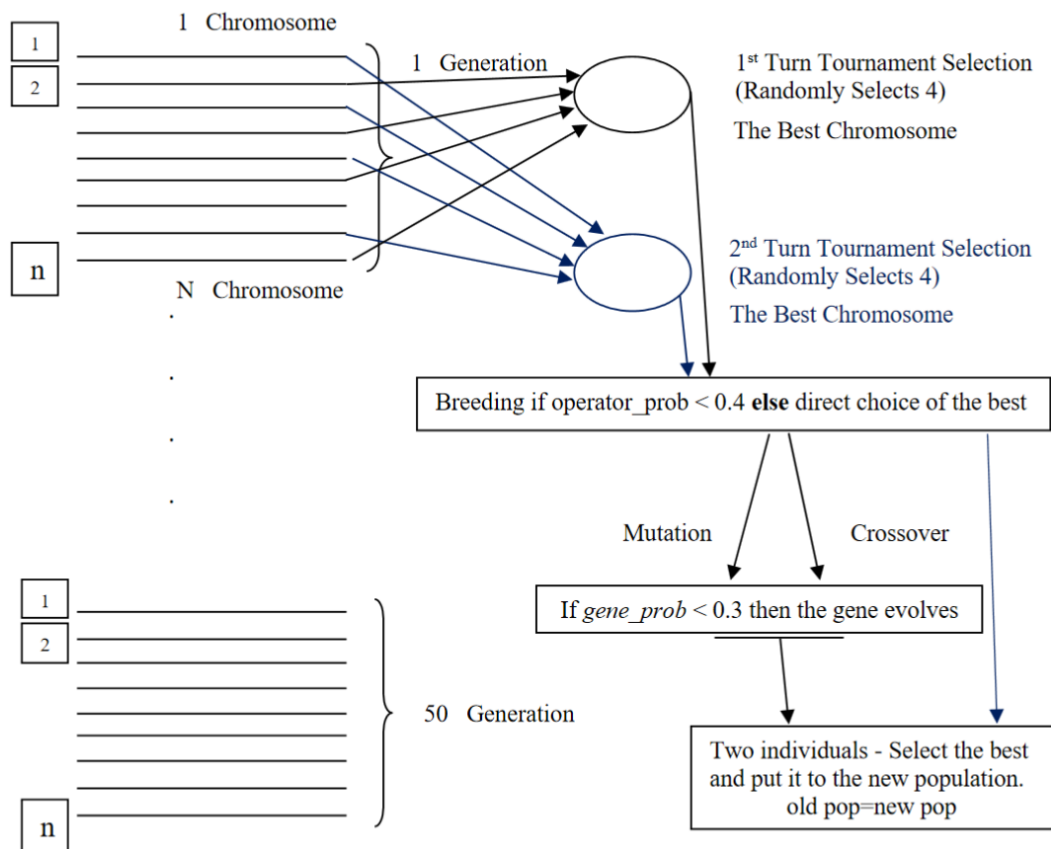 1 Chromosome
1
2
n
N Chromosome
1 Generation
1st Turn Tournament Selection
(Randomly Selects 4)
The Best Chromosome
2nd Turn Tournament Selection
(Randomly Selects 4)
The Best Chromosome
Breeding if operator_prob < 0.4 else direct choice of the best
Mutation
Crossover
If gene_prob < 0.3 then the gene evolves
1
2
n
50 Generation
Two individuals - Select the best
and put it to the new population.
old pop=new pop